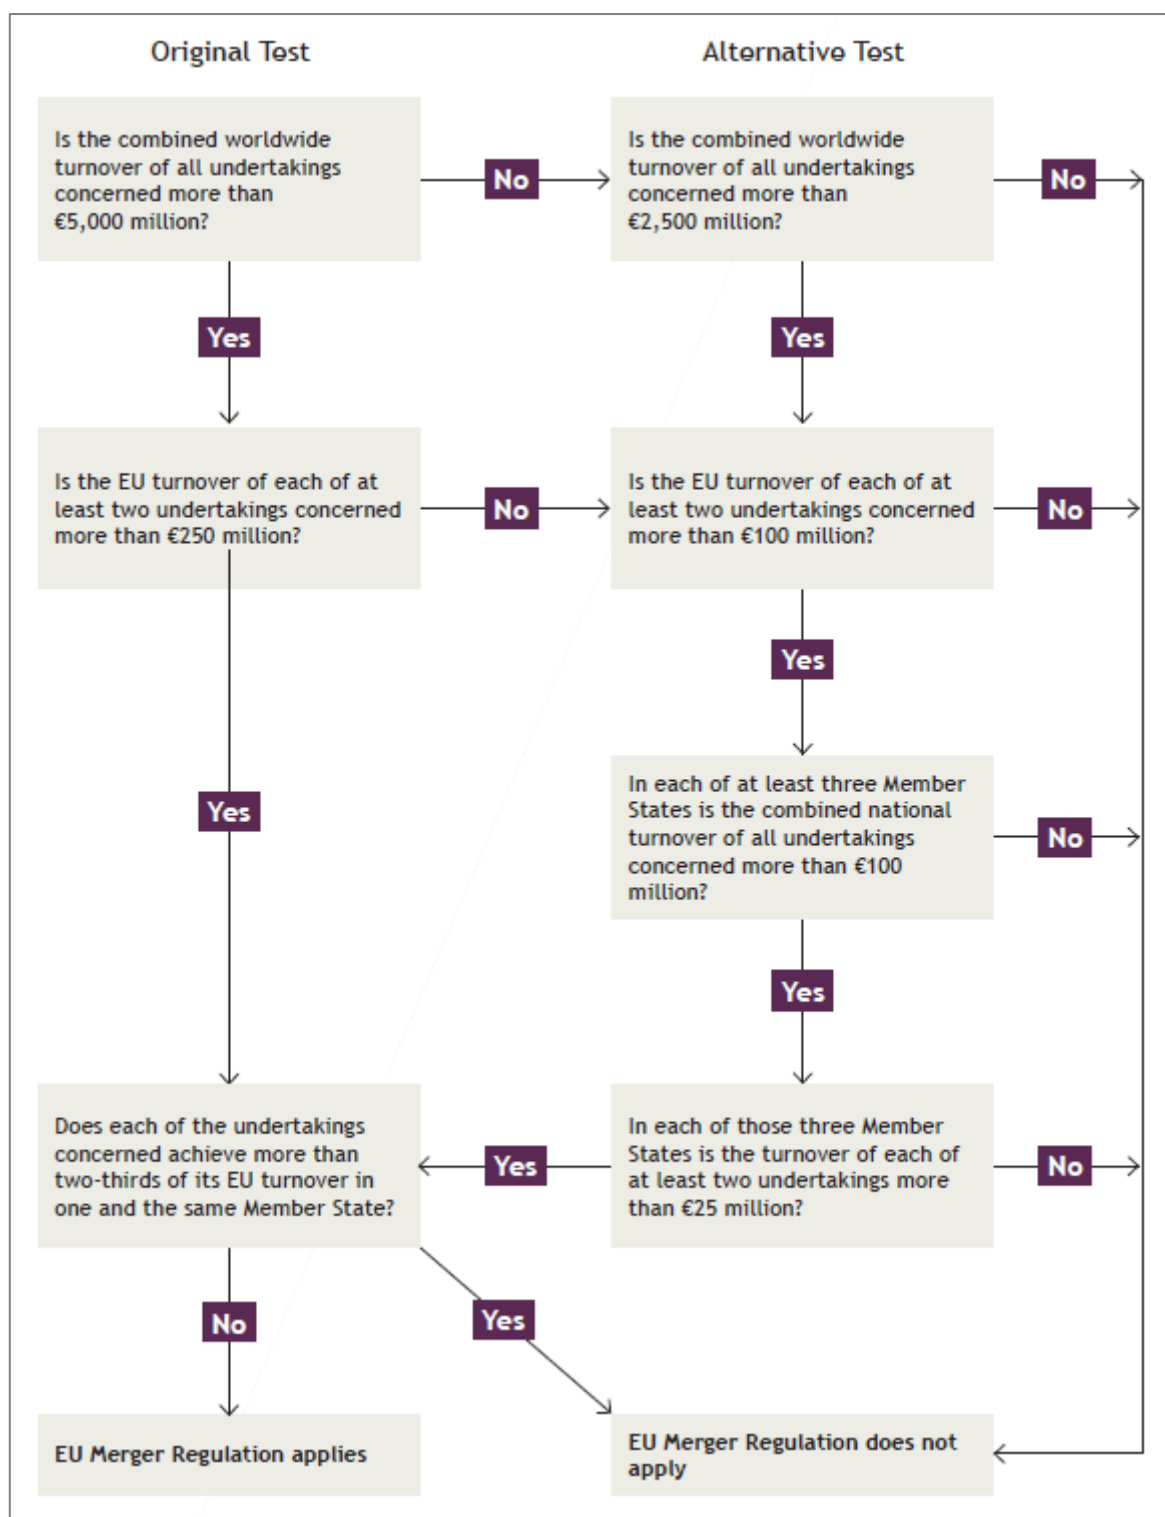 Original Test
Alternative Test
Is the combined worldwide
turnover of all undertakings
concerned more than
€5,000 million?
No
Is the combined worldwide
turnover of all undertakings
concerned more than
€2,500 million?
No
Yes
Yes
Is the EU turnover of each of at
least two undertakings concerned
more than €250 million?
No
Is the EU turnover of each of at
least two undertakings concerned
more than €100 million?
No
Yes
Yes
In each of at least three Member
States is the combined national
turnover of all undertakings
concerned more than €100
million?
No
Yes
Does each of the undertakings
concerned achieve more than
two-thirds of its EU turnover in
one and the same Member State?
Yes
In each of those three Member
States is the turnover of each of
at least two undertakings more
than €25 million?
No
No
Yes
EU Merger Regulation applies
EU Merger Regulation does not
apply